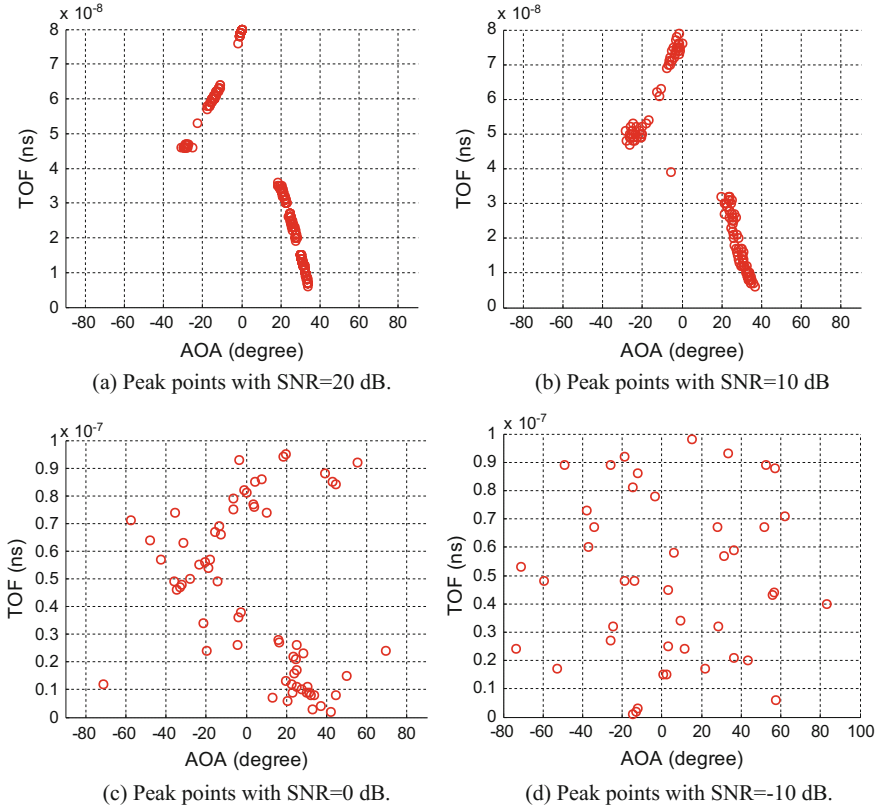 x 10-8
8
7
6
5
4
3
2
1
0
TOF (ns)
-80 -60 -40 -20 0 20 40 60 80
AOA (degree)
(a) Peak points with SNR=20 dB.
x 10-8
8
7
6
5
4
3
2
1
0
TOF (ns)
-80 -60 -40 -20 0 20 40 60 80
AOA (degree)
(b) Peak points with SNR=10 dB
x 10-7
1
0.9
0.8
0.7
0.6
0.5
0.4
0.3
0.2
0.1
0
TOF (ns)
-80 -60 -40 -20 0 20 40 60 80
AOA (degree)
(c) Peak points with SNR=0 dB.
x 10-7
1
0.9
0.8
0.7
0.6
0.5
0.4
0.3
0.2
0.1
0
TOF (ns)
-80 -60 -40 -20 0 20 40 60 80 100
AOA (degree)
(d) Peak points with SNR=-10 dB.